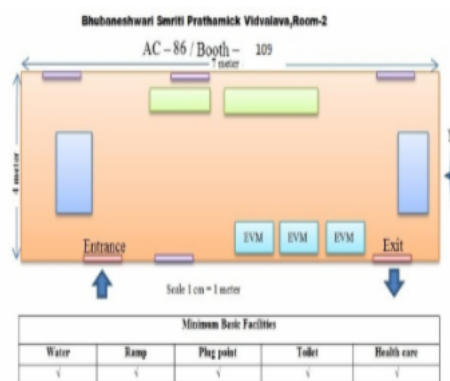 Bhubaneshwari Smriti Prathamick Vidvalava,Room-2
AC – 86 / Booth – 109
7 meter
4 meter
EVM EVM EVM
Entrance Exit
Scale 1 cm = 1 meter
Minimum Basic Facilities
Water Ramp Plug point Toilet Health care
√ √ √ √ √